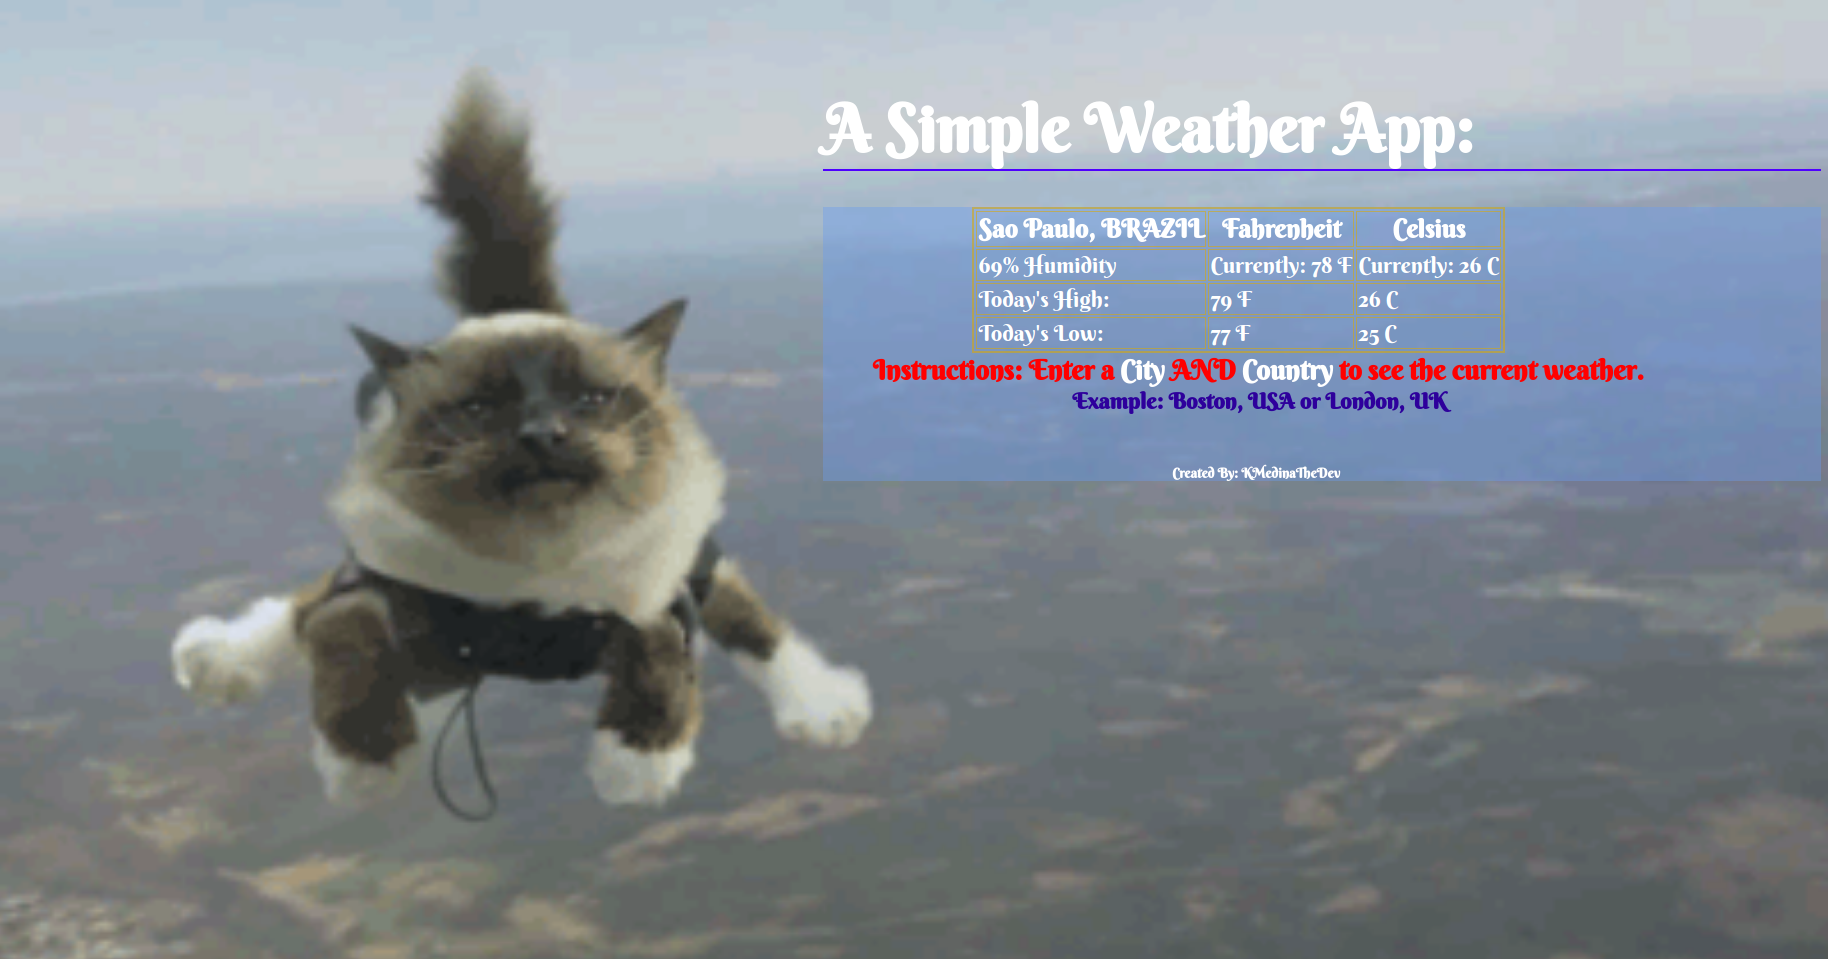 A Simple Weather App:
Sao Paulo, BRAZIL Fahrenheit Celsius
69% Humidity Currently: 78 F Currently: 26 C
Today's High: 79 F 26 C
Today's Low: 77 F 25 C
Instructions: Enter a City AND Country to see the current weather.
Example: Boston, USA or London, UK
Created By: KMedinaTheDev